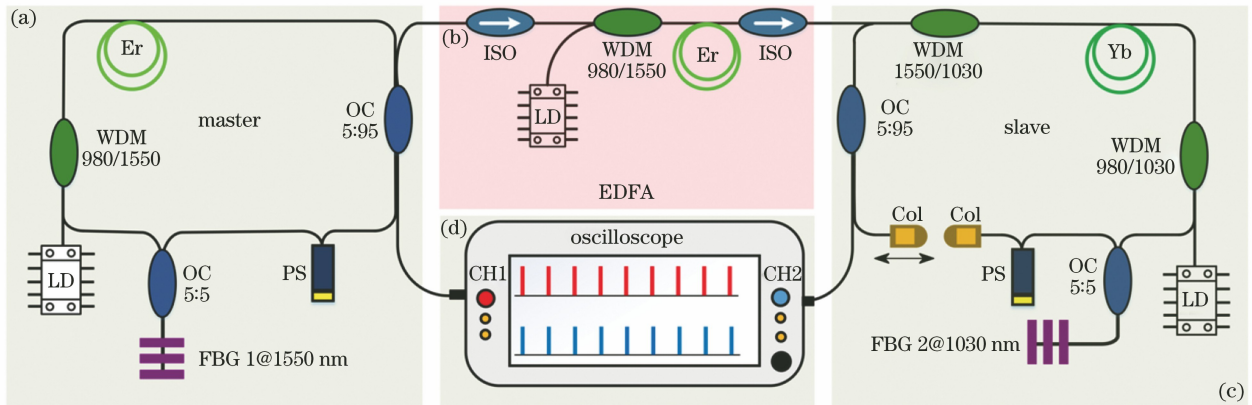 (a)
Er
WDM
980/1550
master
OC
5∶95
LD
OC
5∶5
PS
FBG 1@1550 nm
(b)
ISO
WDM
980/1550
Er
ISO
LD
EDFA
(d)
oscilloscope
CH1
CH2
WDM
1550/1030
Yb
OC
5∶95
slave
WDM
980/1030
Col
Col
PS
OC
5∶5
LD
FBG 2@1030 nm
(c)